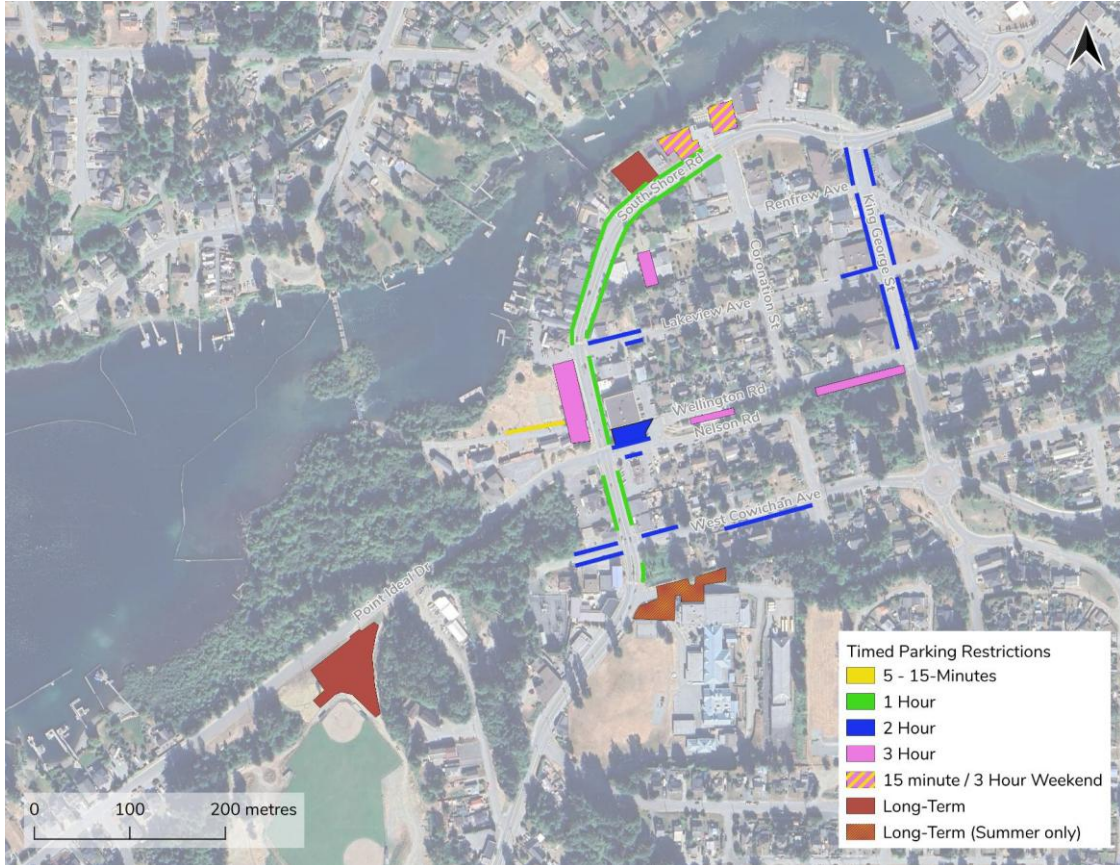 South Shore Rd
Renfrew Ave
King George St
Coronation St
Lakeview Ave
Wellington Rd
Nelson Rd
West Cowichan Ave
Point Ideal Dr
Timed Parking Restrictions
5 - 15-Minutes
1 Hour
2 Hour
3 Hour
15 minute / 3 Hour Weekend
Long-Term
Long-Term (Summer only)
0 100 200 metres